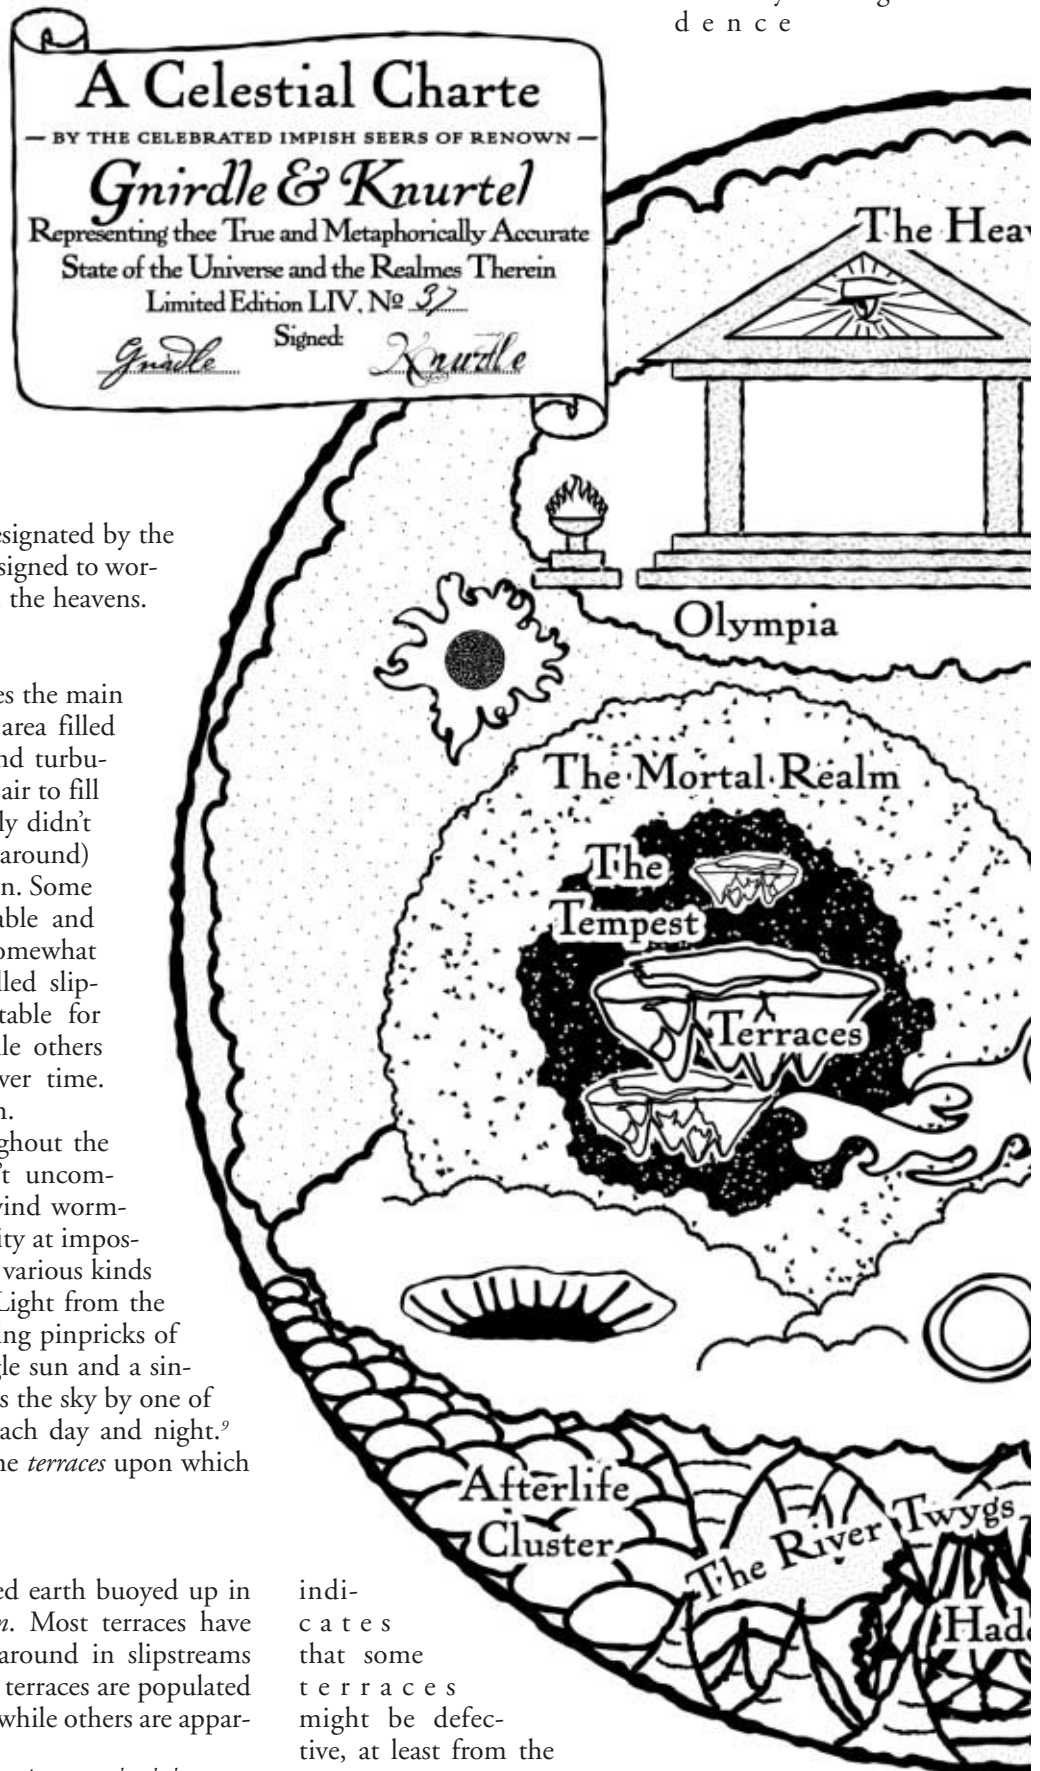 dence
A Celestial Charte
— BY THE CELEBRATED IMPISH SEERS OF RENOWN —
Gnirdle & Knurtel
Representing thee True and Metaphorically Accurate
State of the Universe and the Realmes Therein
Limited Edition LIV, Nº 37
Signed:
Gnirdle Knurtle
The Heav
Olympia
The Mortal Realm
The
Tempest
Terraces
Afterlife
Cluster
The River Twygs
Hade
esignated by the
signed to wor-
the heavens.
es the main
area filled
nd turbu-
air to fill
ly didn't
around)
n. Some
able and
omewhat
lled slip-
table for
le others
ver time.
n.
ghout the
't uncom-
vind worm-
ity at impos-
various kinds
Light from the
ing pinpricks of
gle sun and a sin-
s the sky by one of
ach day and night.⁹
ne terraces upon which
ed earth buoyed up in
n. Most terraces have
around in slipstreams
terraces are populated
while others are appar-
indi-
cates
that some
terraces
might be defec-
tive, at least from the